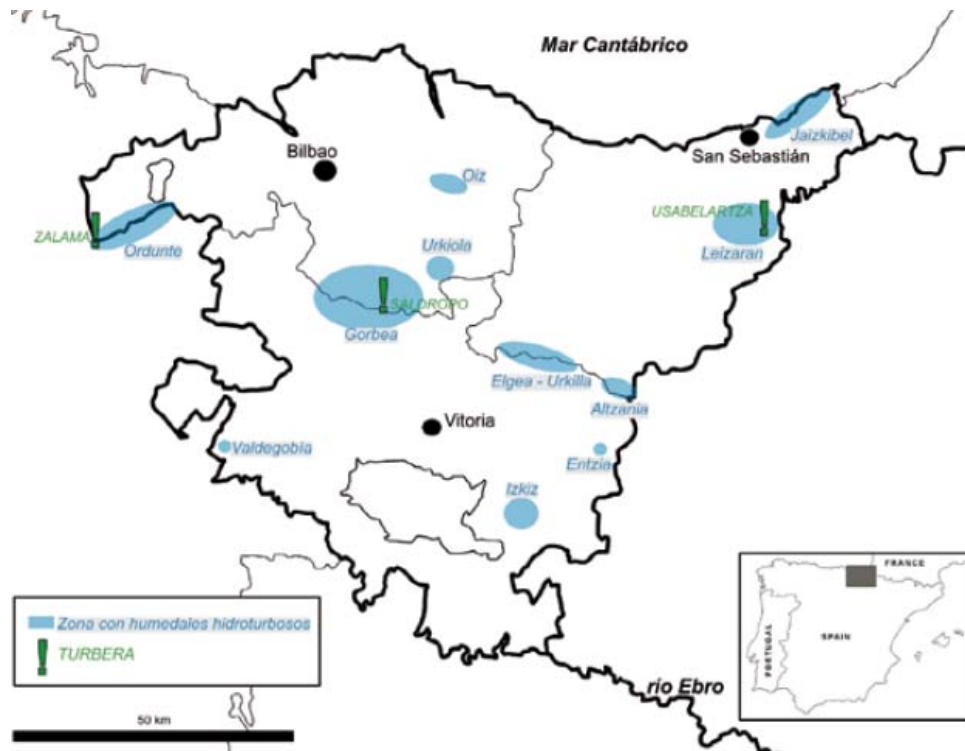 Mar Cantábrico
Jaizkibel
San Sebastián
Bilbao
Oiz
USABELARTZA
Leizaran
ZALAMA
Ordunte
Urkiola
SALDROPO
Gorbea
Elgea - Urkilla
Altzania
Vitoria
Valdegobía
Entzia
Izkiz
Zona con humedales hidroturbosos
TURBERA
50 km
río Ebro
FRANCE
SPAIN
PORTUGAL